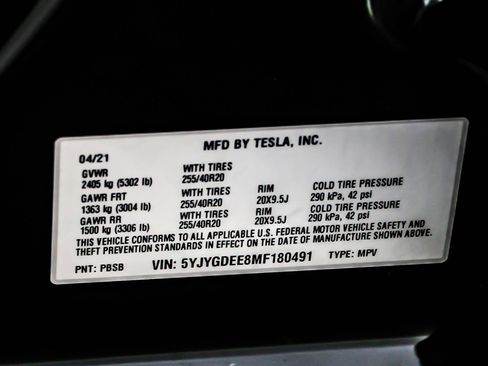 MFD BY TESLA, INC.
04/21
GVWR WITH TIRES
2405 kg (5302 lb) 255/40R20
GAWR FRT WITH TIRES RIM COLD TIRE PRESSURE
1363 kg (3004 lb) 255/40R20 20X9.5J 290 kPa, 42 psi
GAWR RR WITH TIRES RIM COLD TIRE PRESSURE
1500 kg (3306 lb) 255/40R20 20X9.5J 290 kPa, 42 psi
THIS VEHICLE CONFORMS TO ALL APPLICABLE U.S. FEDERAL MOTOR VEHICLE SAFETY AND
THEFT PREVENTION STANDARDS IN EFFECT ON THE DATE OF MANUFACTURE SHOWN ABOVE.
PNT: PBSB VIN: 5YJYGDEE8MF180491 TYPE: MPV